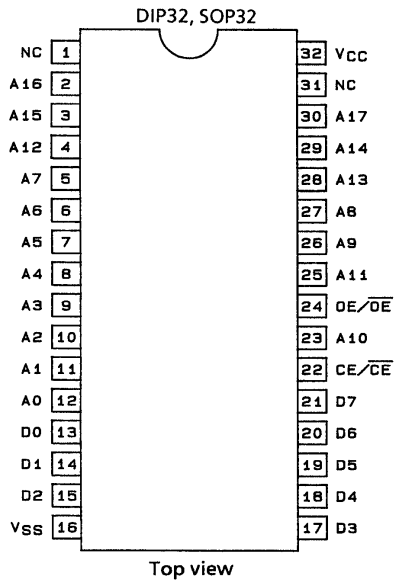 DIP32, SOP32
NC 1 32 VCC
A16 2 31 NC
A15 3 30 A17
A12 4 29 A14
A7 5 28 A13
A6 6 27 A8
A5 7 26 A9
A4 8 25 A11
A3 9 24 OE/O̅E̅
A2 10 23 A10
A1 11 22 CE/C̅E̅
A0 12 21 D7
D0 13 20 D6
D1 14 19 D5
D2 15 18 D4
VSS 16 17 D3
Top view